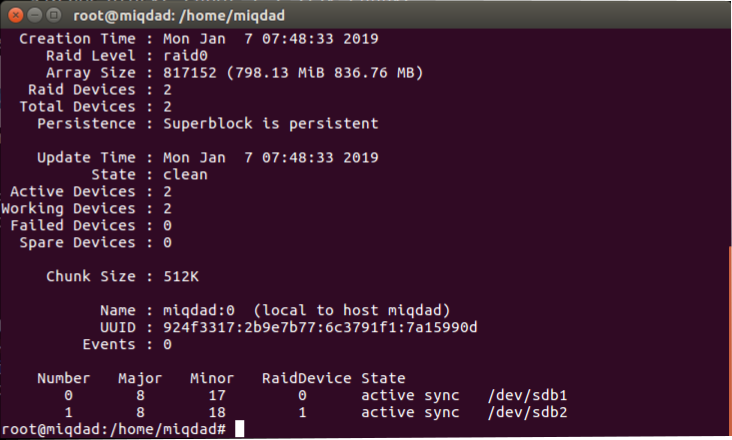 root@miqdad: /home/miqdad
Creation Time : Mon Jan  7 07:48:33 2019
Raid Level : raid0
Array Size : 817152 (798.13 MiB 836.76 MB)
Raid Devices : 2
Total Devices : 2
Persistence : Superblock is persistent
Update Time : Mon Jan  7 07:48:33 2019
State : clean
Active Devices : 2
Working Devices : 2
Failed Devices : 0
Spare Devices : 0
Chunk Size : 512K
Name : miqdad:0  (local to host miqdad)
UUID : 924f3317:2b9e7b77:6c3791f1:7a15990d
Events : 0
Number   Major   Minor   RaidDevice State
0       8       17        0      active sync   /dev/sdb1
1       8       18        1      active sync   /dev/sdb2
root@miqdad:/home/miqdad#